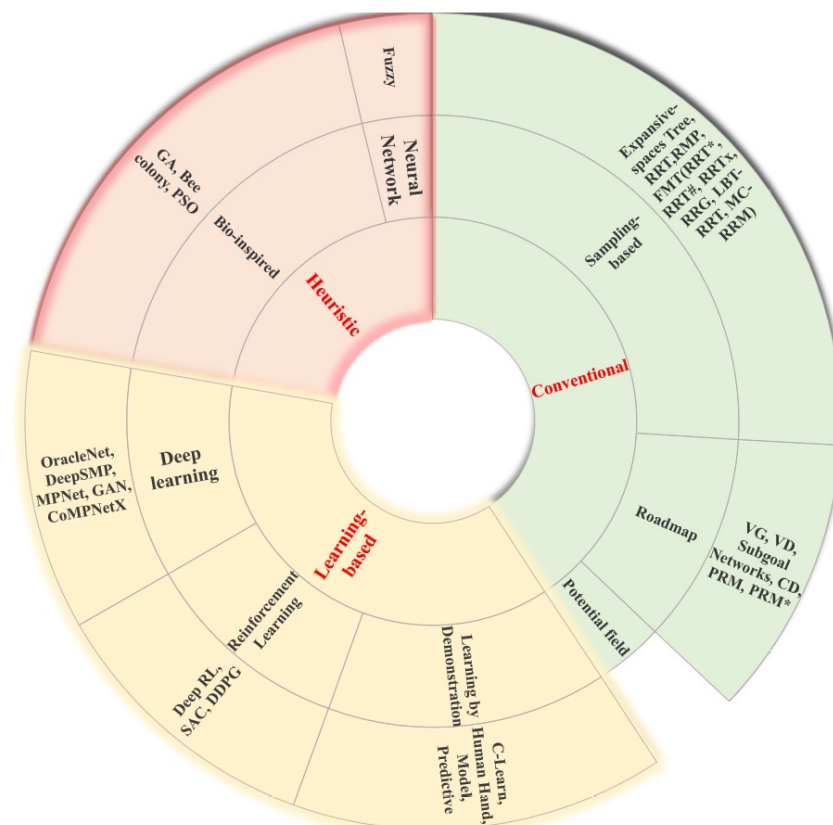 Fuzzy
Neural
Network
GA, Bee
colony, PSO
Bio-inspired
Heuristic
Expansive-
spaces Tree,
RRT,RMP,
FMT(RRT*,
RRT#, RRTx,
RRG, LBT-
RRT, MC-
RRM)
Sampling-
based
Conventional
Roadmap
VG, VD,
Subgoal
Networks, CD,
PRM, PRM*
Potential field
OracleNet,
DeepSMP,
MPNet, GAN,
CoMPNetX
Deep
learning
Learning-
based
Reinforcement
Learning
Deep RL,
SAC, DDPG
Learning by
Demonstration
C-Learn,
Human Hand,
Model,
Predictive